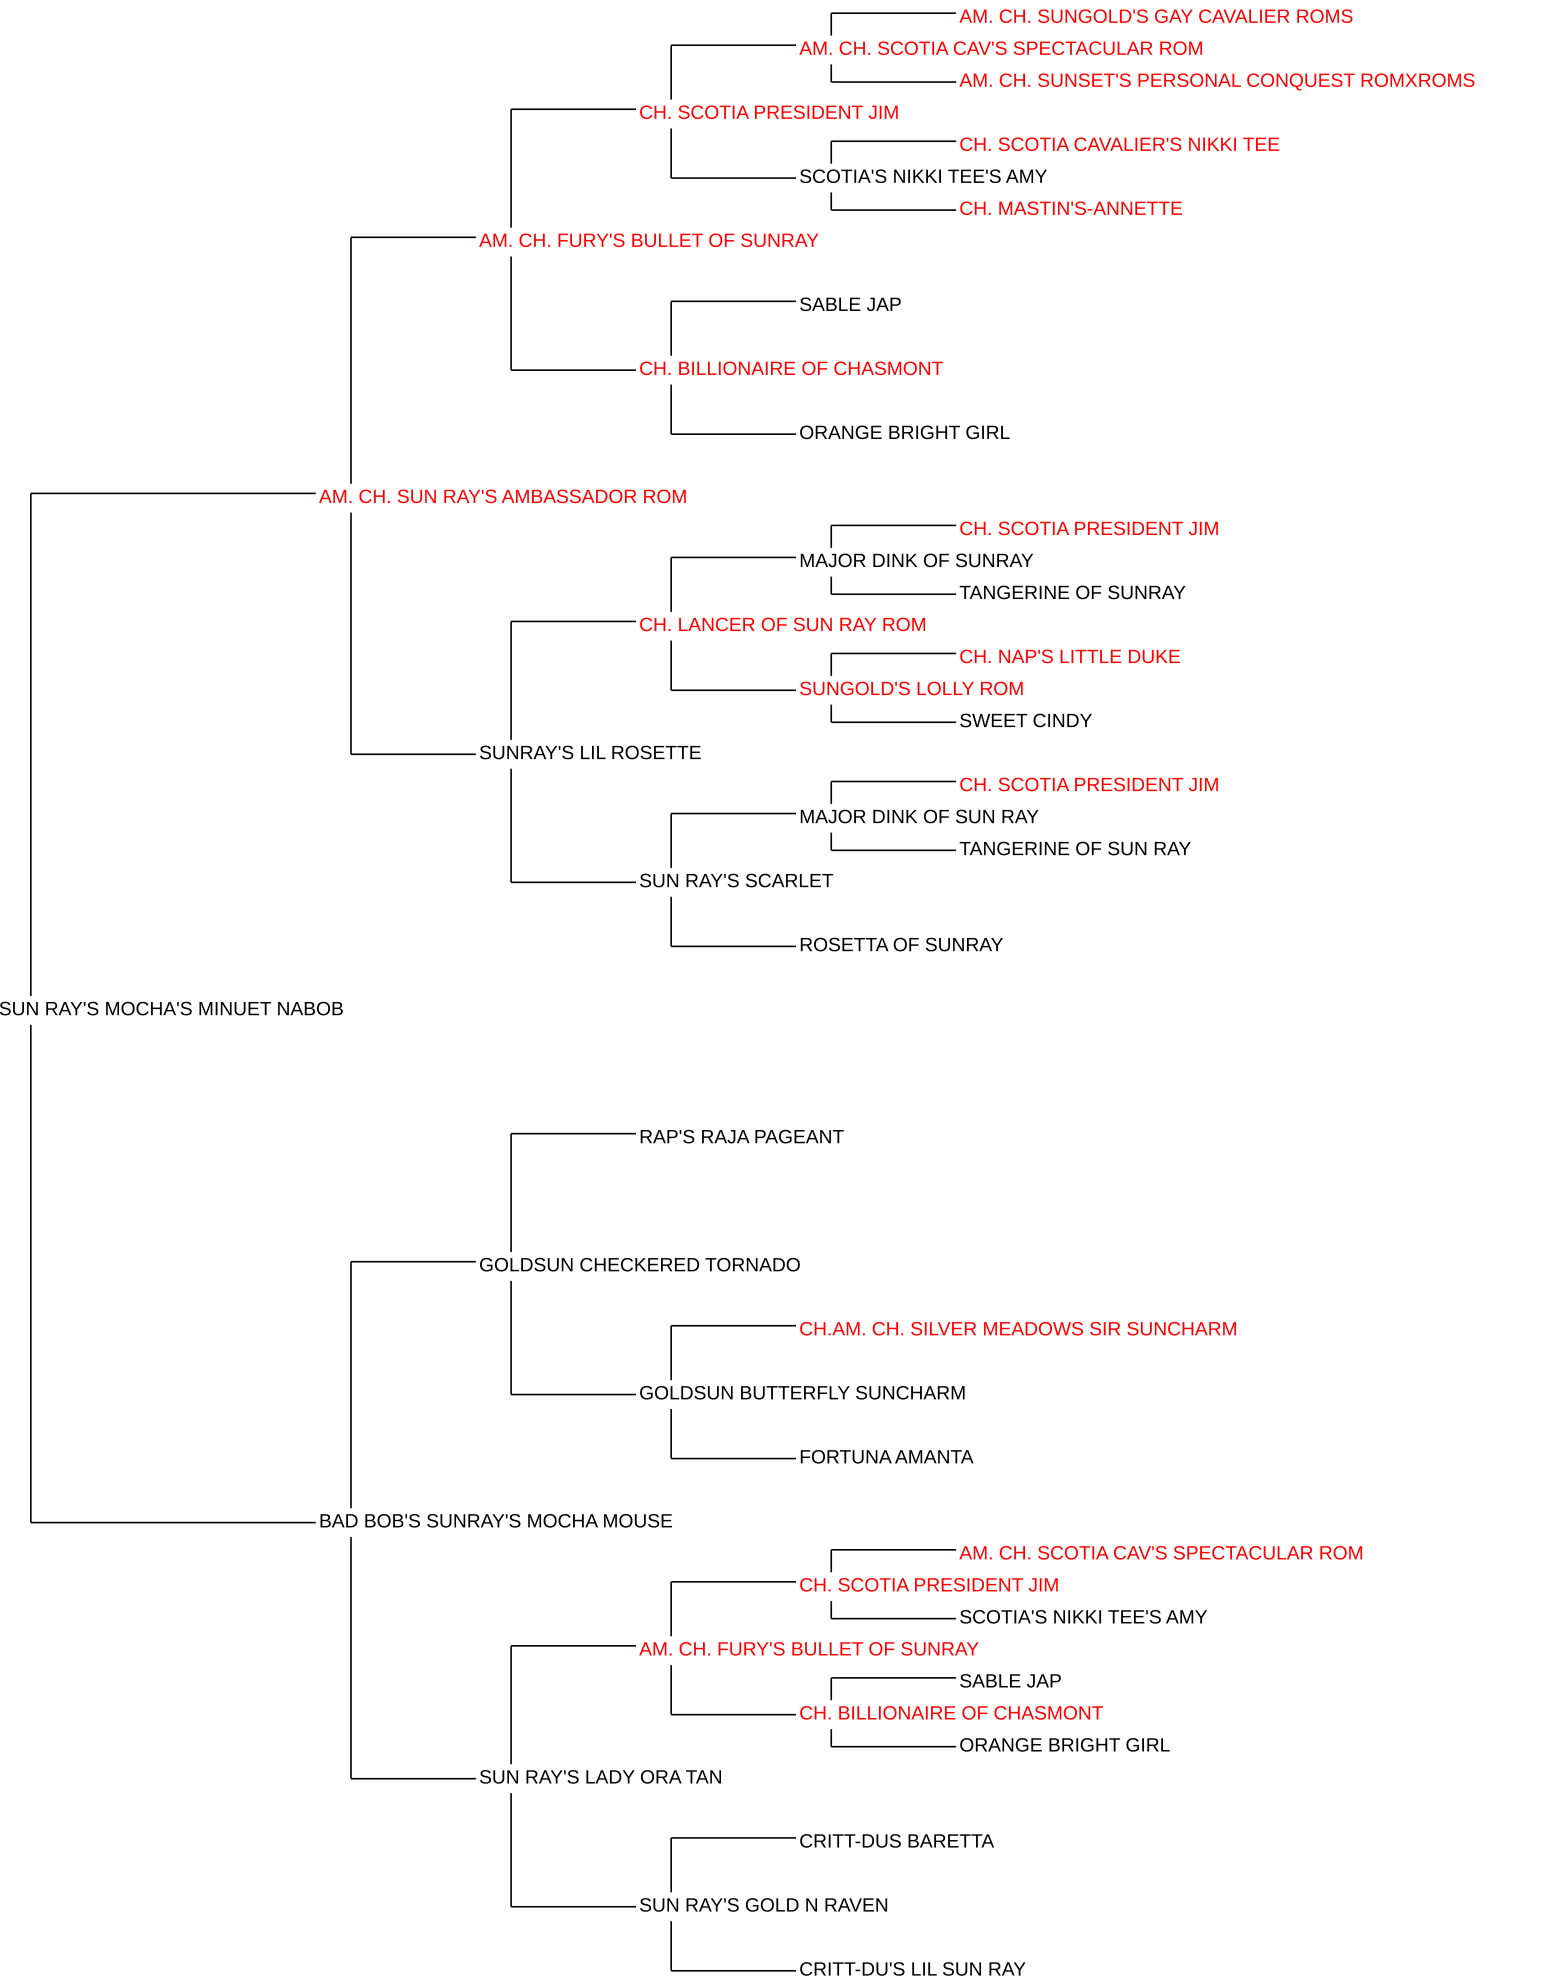 AM. CH. SUNGOLD'S GAY CAVALIER ROMS
AM. CH. SCOTIA CAV'S SPECTACULAR ROM
AM. CH. SUNSET'S PERSONAL CONQUEST ROMXROMS
CH. SCOTIA PRESIDENT JIM
CH. SCOTIA CAVALIER'S NIKKI TEE
SCOTIA'S NIKKI TEE'S AMY
CH. MASTIN'S-ANNETTE
AM. CH. FURY'S BULLET OF SUNRAY
SABLE JAP
CH. BILLIONAIRE OF CHASMONT
ORANGE BRIGHT GIRL
AM. CH. SUN RAY'S AMBASSADOR ROM
CH. SCOTIA PRESIDENT JIM
MAJOR DINK OF SUNRAY
TANGERINE OF SUNRAY
CH. LANCER OF SUN RAY ROM
CH. NAP'S LITTLE DUKE
SUNGOLD'S LOLLY ROM
SWEET CINDY
SUNRAY'S LIL ROSETTE
CH. SCOTIA PRESIDENT JIM
MAJOR DINK OF SUN RAY
TANGERINE OF SUN RAY
SUN RAY'S SCARLET
ROSETTA OF SUNRAY
SUN RAY'S MOCHA'S MINUET NABOB
RAP'S RAJA PAGEANT
GOLDSUN CHECKERED TORNADO
CH.AM. CH. SILVER MEADOWS SIR SUNCHARM
GOLDSUN BUTTERFLY SUNCHARM
FORTUNA AMANTA
BAD BOB'S SUNRAY'S MOCHA MOUSE
AM. CH. SCOTIA CAV'S SPECTACULAR ROM
CH. SCOTIA PRESIDENT JIM
SCOTIA'S NIKKI TEE'S AMY
AM. CH. FURY'S BULLET OF SUNRAY
SABLE JAP
CH. BILLIONAIRE OF CHASMONT
ORANGE BRIGHT GIRL
SUN RAY'S LADY ORA TAN
CRITT-DUS BARETTA
SUN RAY'S GOLD N RAVEN
CRITT-DU'S LIL SUN RAY